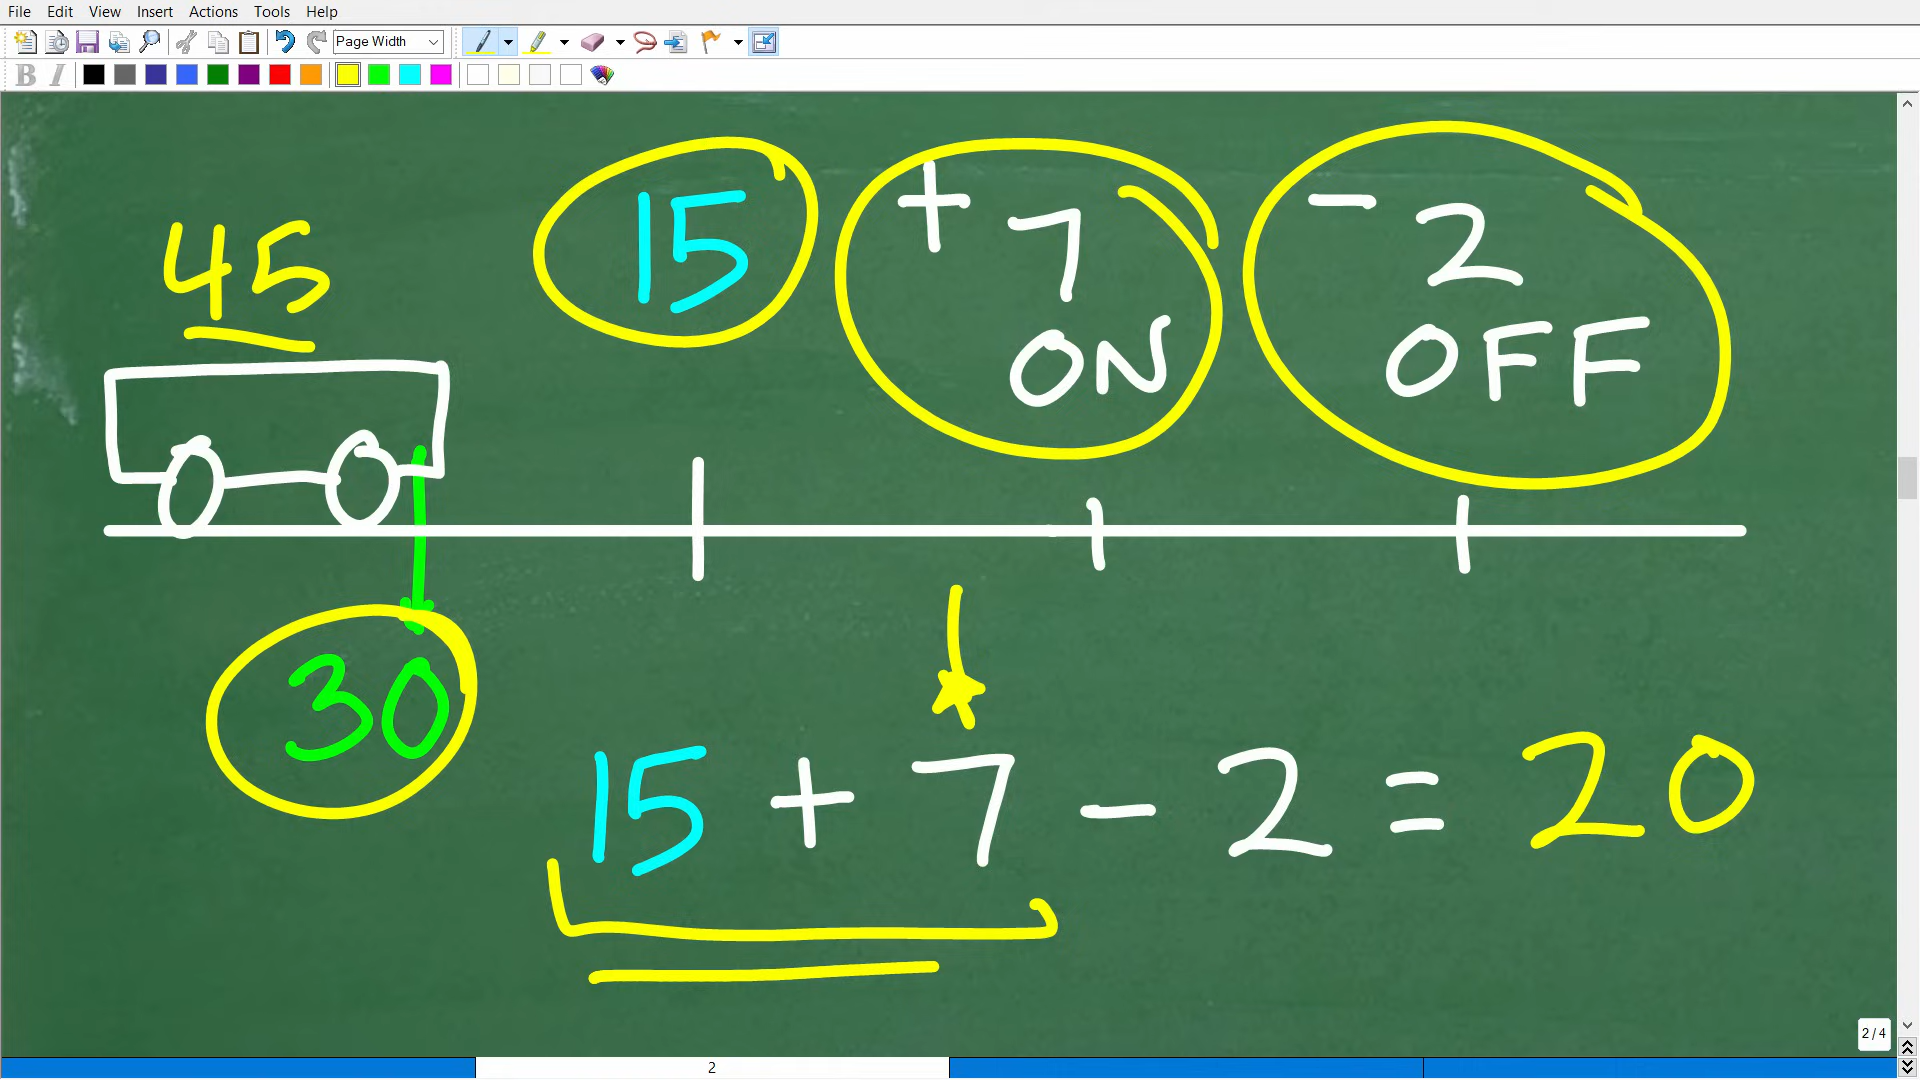 File Edit View Insert Actions Tools Help
Page Width
B I
45
15
+ 7
ON
- 2
OFF
30
15 + 7 - 2 = 20
2 / 4
2